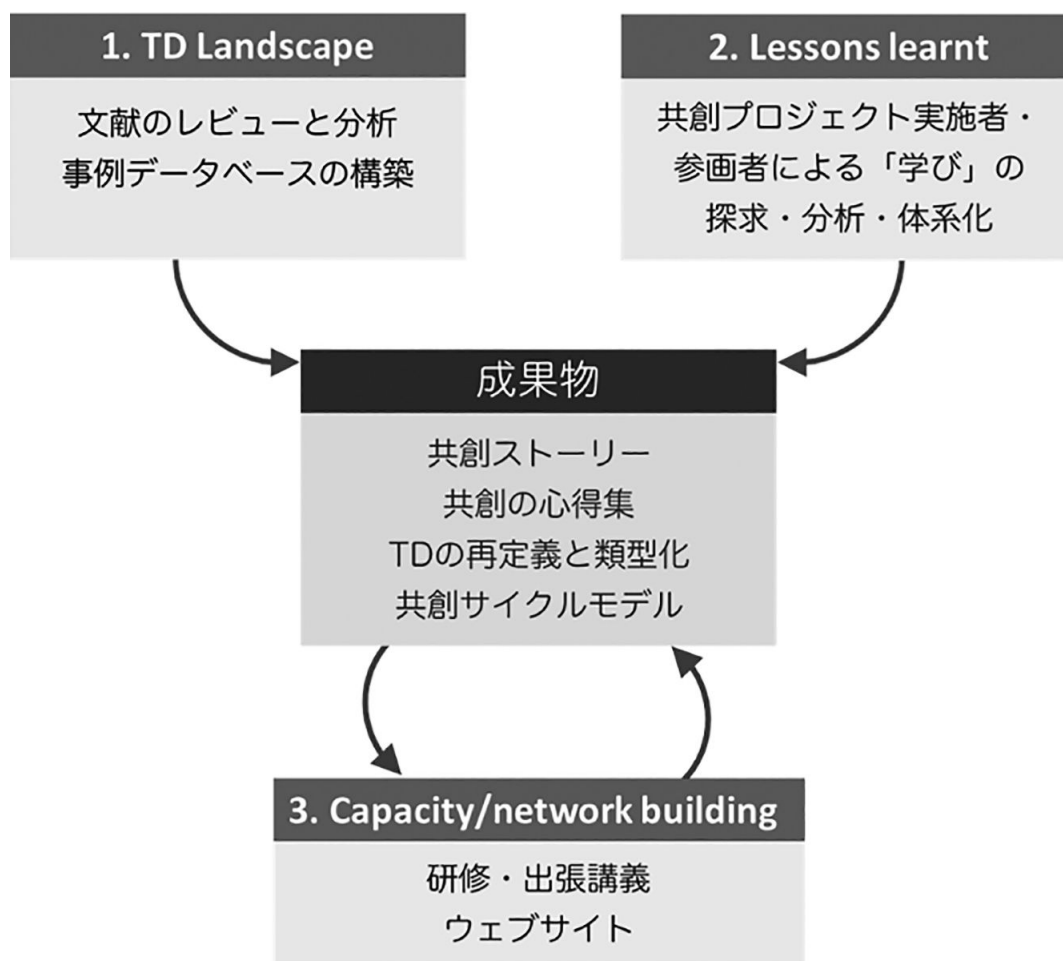 1. TD Landscape
文献のレビューと分析
事例データベースの構築
2. Lessons learnt
共創プロジェクト実施者・
参画者による「学び」の
探求・分析・体系化
成果物
共創ストーリー
共創の心得集
TDの再定義と類型化
共創サイクルモデル
3. Capacity/network building
研修・出張講義
ウェブサイト